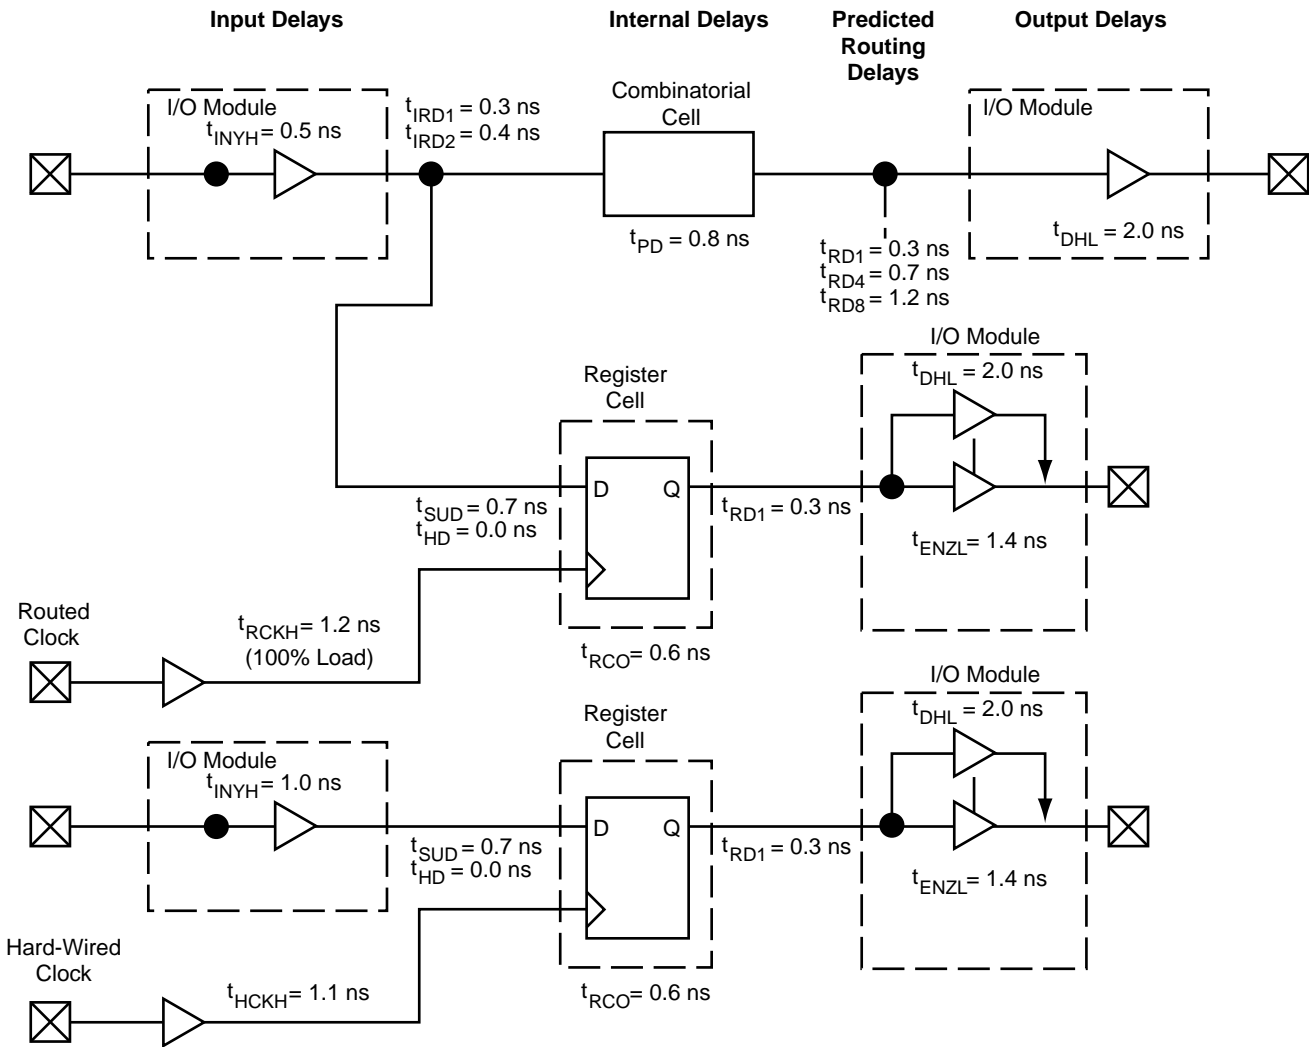 Input Delays
Internal Delays
Predicted
Routing
Delays
Output Delays
I/O Module
tINYH = 0.5 ns
tIRD1 = 0.3 ns
tIRD2 = 0.4 ns
Combinatorial
Cell
tPD = 0.8 ns
tRD1 = 0.3 ns
tRD4 = 0.7 ns
tRD8 = 1.2 ns
I/O Module
tDHL = 2.0 ns
Register
Cell
D
Q
tSUD = 0.7 ns
tHD = 0.0 ns
tRD1 = 0.3 ns
I/O Module
tDHL = 2.0 ns
tENZL = 1.4 ns
Routed
Clock
tRCKH = 1.2 ns
(100% Load)
tRCO = 0.6 ns
I/O Module
tINYH = 1.0 ns
Register
Cell
D
Q
tSUD = 0.7 ns
tHD = 0.0 ns
tRD1 = 0.3 ns
I/O Module
tDHL = 2.0 ns
tENZL = 1.4 ns
Hard-Wired
Clock
tHCKH = 1.1 ns
tRCO = 0.6 ns